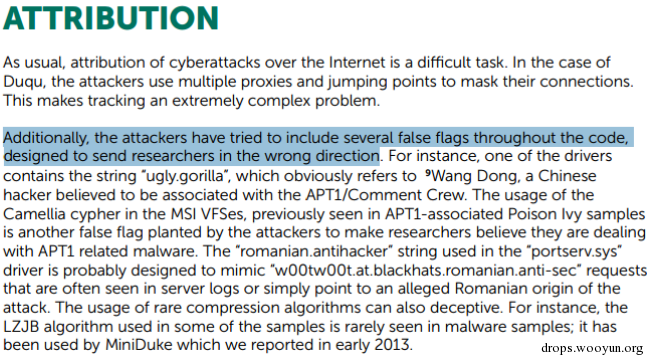 ATTRIBUTION
As usual, attribution of cyberattacks over the Internet is a difficult task. In the case of
Duqu, the attackers use multiple proxies and jumping points to mask their connections.
This makes tracking an extremely complex problem.
Additionally, the attackers have tried to include several false flags throughout the code,
designed to send researchers in the wrong direction. For instance, one of the drivers
contains the string “ugly.gorilla”, which obviously refers to ⁹Wang Dong, a Chinese
hacker believed to be associated with the APT1/Comment Crew. The usage of the
Camellia cypher in the MSI VFSes, previously seen in APT1-associated Poison Ivy samples
is another false flag planted by the attackers to make researchers believe they are dealing
with APT1 related malware. The “romanian.antihacker” string used in the “portserv.sys”
driver is probably designed to mimic “w00tw00t.at.blackhats.romanian.anti-sec” requests
that are often seen in server logs or simply point to an alleged Romanian origin of the
attack. The usage of rare compression algorithms can also deceptive. For instance, the
LZJB algorithm used in some of the samples is rarely seen in malware samples; it has
been used by MiniDuke which we reported in early 2013.
drops.wooyun.org